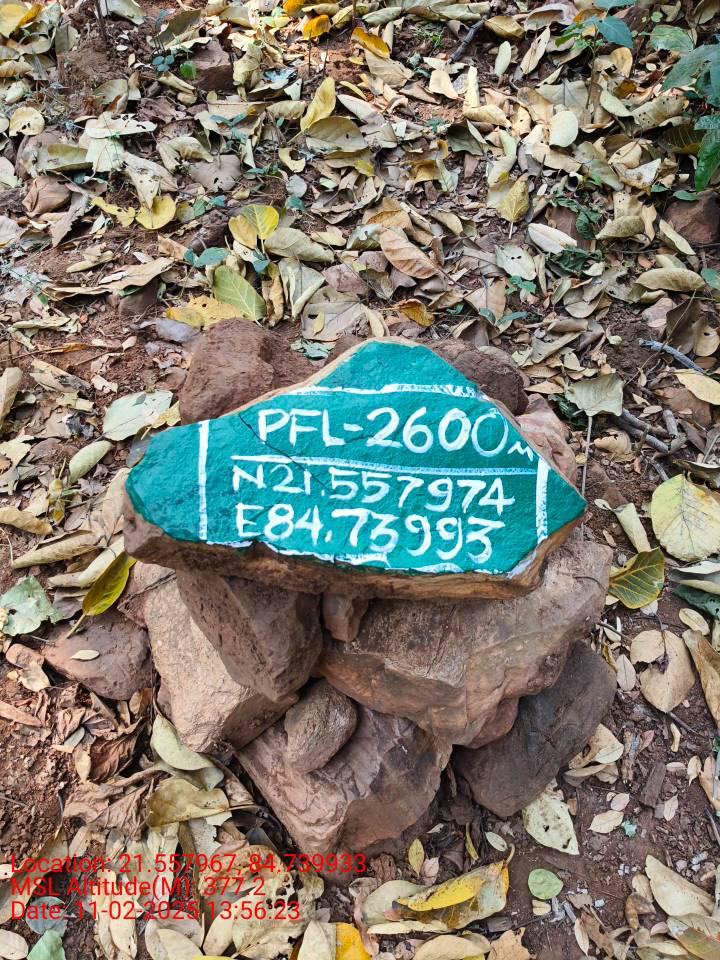 PFL-2600m
N21.557974
E84.73993
Location: 21.557967, 84.739933
MSL Altitude(M): 377.2
Date: 11-02-2025 13:56:23